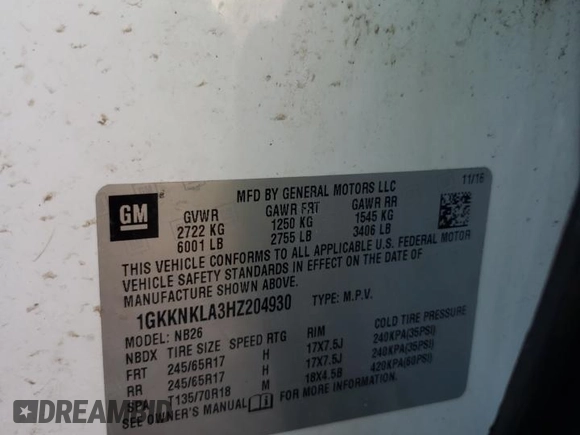 MFD BY GENERAL MOTORS LLC
11/16
GM
GVWR GAWR FRT GAWR RR
2722 KG 1250 KG 1545 KG
6001 LB 2755 LB 3406 LB
THIS VEHICLE CONFORMS TO ALL APPLICABLE U.S. FEDERAL MOTOR
VEHICLE SAFETY STANDARDS IN EFFECT ON THE DATE OF
MANUFACTURE SHOWN ABOVE.
1GKKNKLA3HZ204930 TYPE: M.P.V.
MODEL: NB26
NBDX TIRE SIZE SPEED RTG RIM COLD TIRE PRESSURE
FRT 245/65R17 H 17X7.5J 240KPA(35PSI)
RR 245/65R17 H 17X7.5J 240KPA(35PSI)
SPA T135/70R18 M 18X4.5B 420KPA(60PSI)
SEE OWNER'S MANUAL FOR MORE INFORMATION
DREAMBID